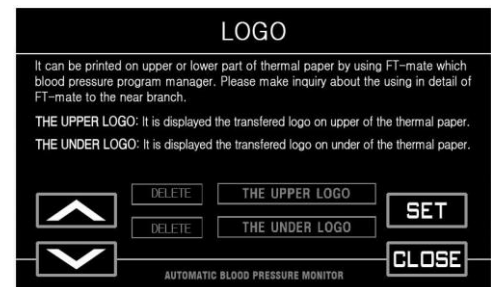 LOGO
It can be printed on upper or lower part of thermal paper by using FT-mate which
blood pressure program manager. Please make inquiry about the using in detail of
FT-mate to the near branch.
THE UPPER LOGO: It is displayed the transfered logo on upper of the thermal paper.
THE UNDER LOGO: It is displayed the transfered logo on under of the thermal paper.
DELETE THE UPPER LOGO
SET
DELETE THE UNDER LOGO
CLOSE
AUTOMATIC BLOOD PRESSURE MONITOR